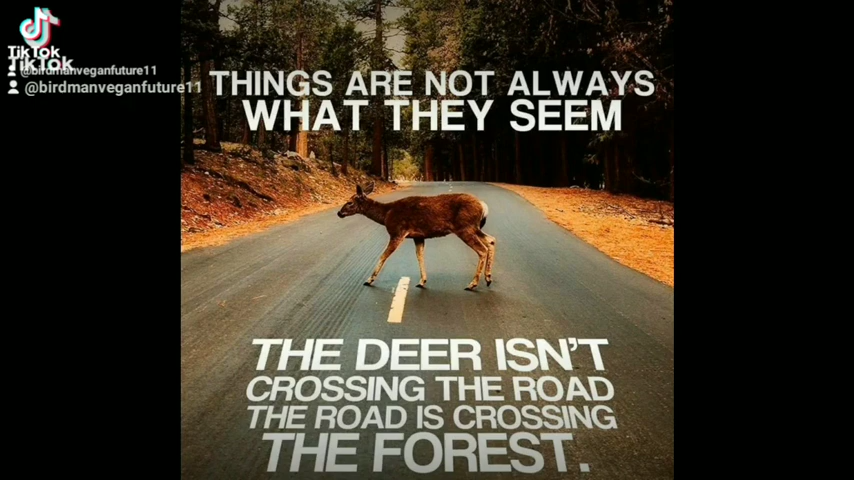 TikTok
TikTok
@birdmanveganfuture11
@birdmanveganfuture11
THINGS ARE NOT ALWAYS
WHAT THEY SEEM
THE DEER ISN'T
CROSSING THE ROAD
THE ROAD IS CROSSING
THE FOREST.